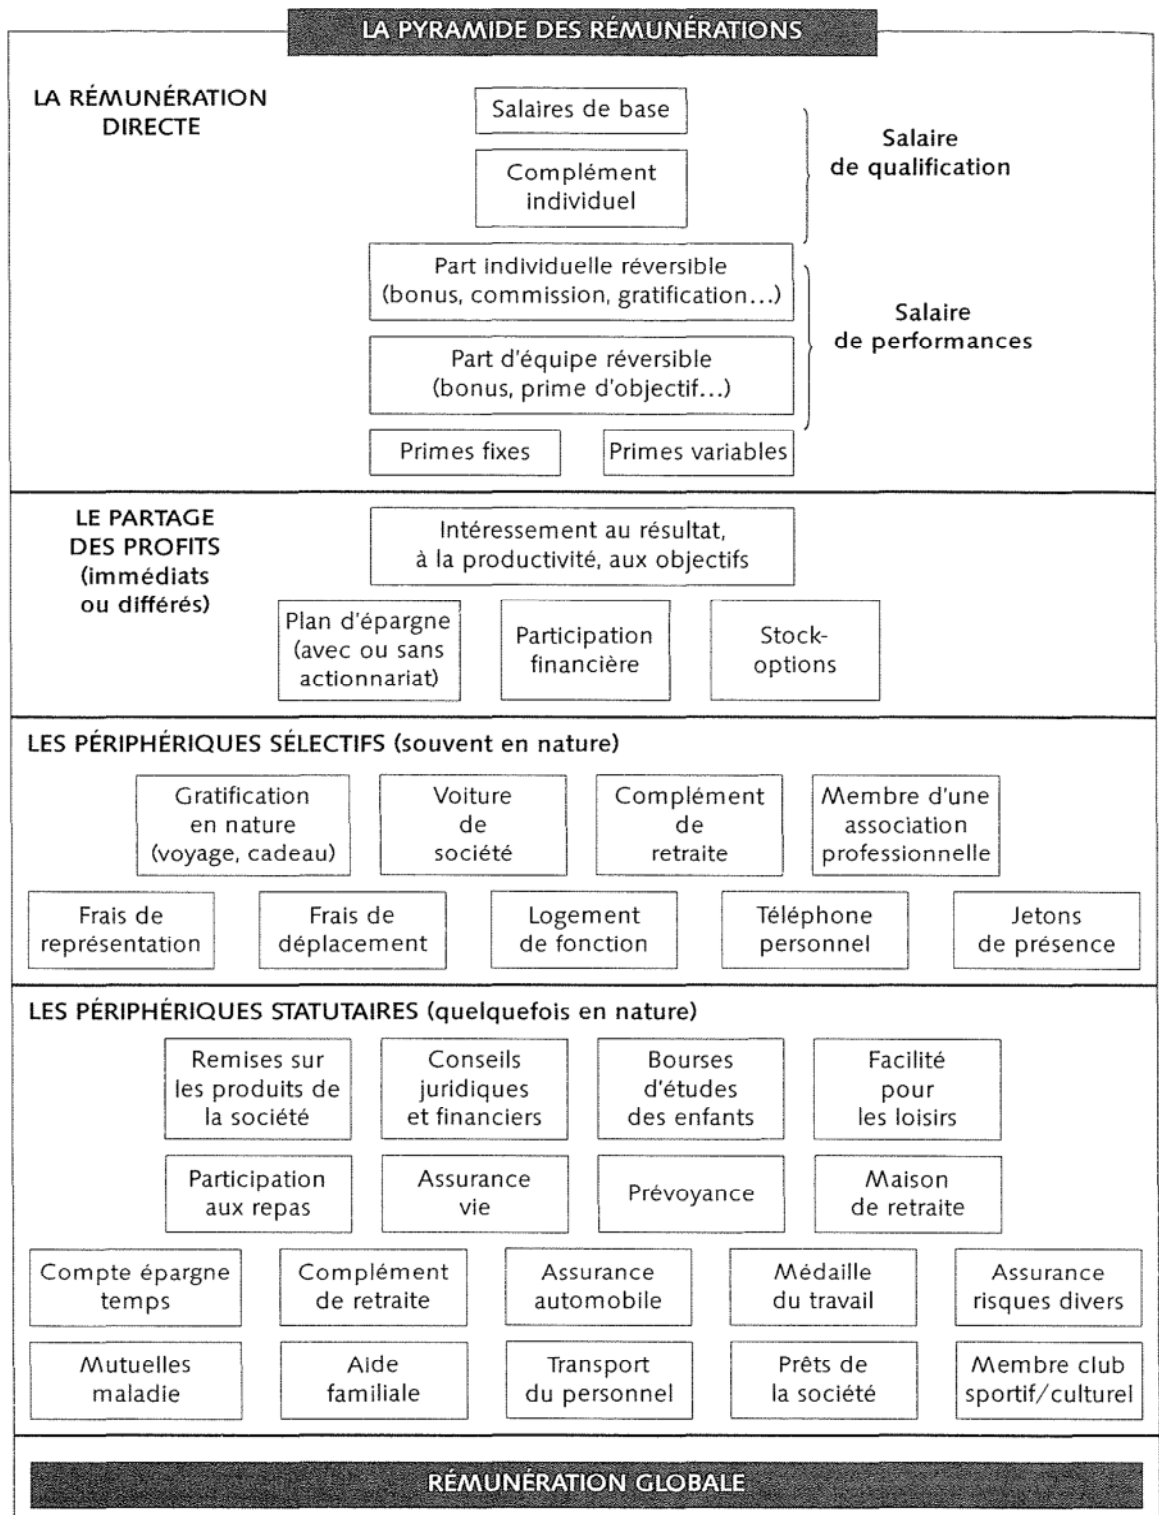 LA PYRAMIDE DES RÉMUNÉRATIONS
LA RÉMUNÉRATION
DIRECTE
Salaires de base
Complément
individuel
Salaire
de qualification
Part individuelle réversible
(bonus, commission, gratification...)
Part d'équipe réversible
(bonus, prime d'objectif...)
Salaire
de performances
Primes fixes
Primes variables
LE PARTAGE
DES PROFITS
(immédiats
ou différés)
Intéressement au résultat,
à la productivité, aux objectifs
Plan d'épargne
(avec ou sans
actionnariat)
Participation
financière
Stock-
options
LES PÉRIPHÉRIQUES SÉLECTIFS (souvent en nature)
Gratification
en nature
(voyage, cadeau)
Voiture
de
société
Complément
de
retraite
Membre d'une
association
professionnelle
Frais de
représentation
Frais de
déplacement
Logement
de fonction
Téléphone
personnel
Jetons
de présence
LES PÉRIPHÉRIQUES STATUTAIRES (quelquefois en nature)
Remises sur
les produits de
la société
Conseils
juridiques
et financiers
Bourses
d'études
des enfants
Facilité
pour
les loisirs
Participation
aux repas
Assurance
vie
Prévoyance
Maison
de retraite
Compte épargne
temps
Complément
de retraite
Assurance
automobile
Médaille
du travail
Assurance
risques divers
Mutuelles
maladie
Aide
familiale
Transport
du personnel
Prêts de
la société
Membre club
sportif/culturel
RÉMUNÉRATION GLOBALE